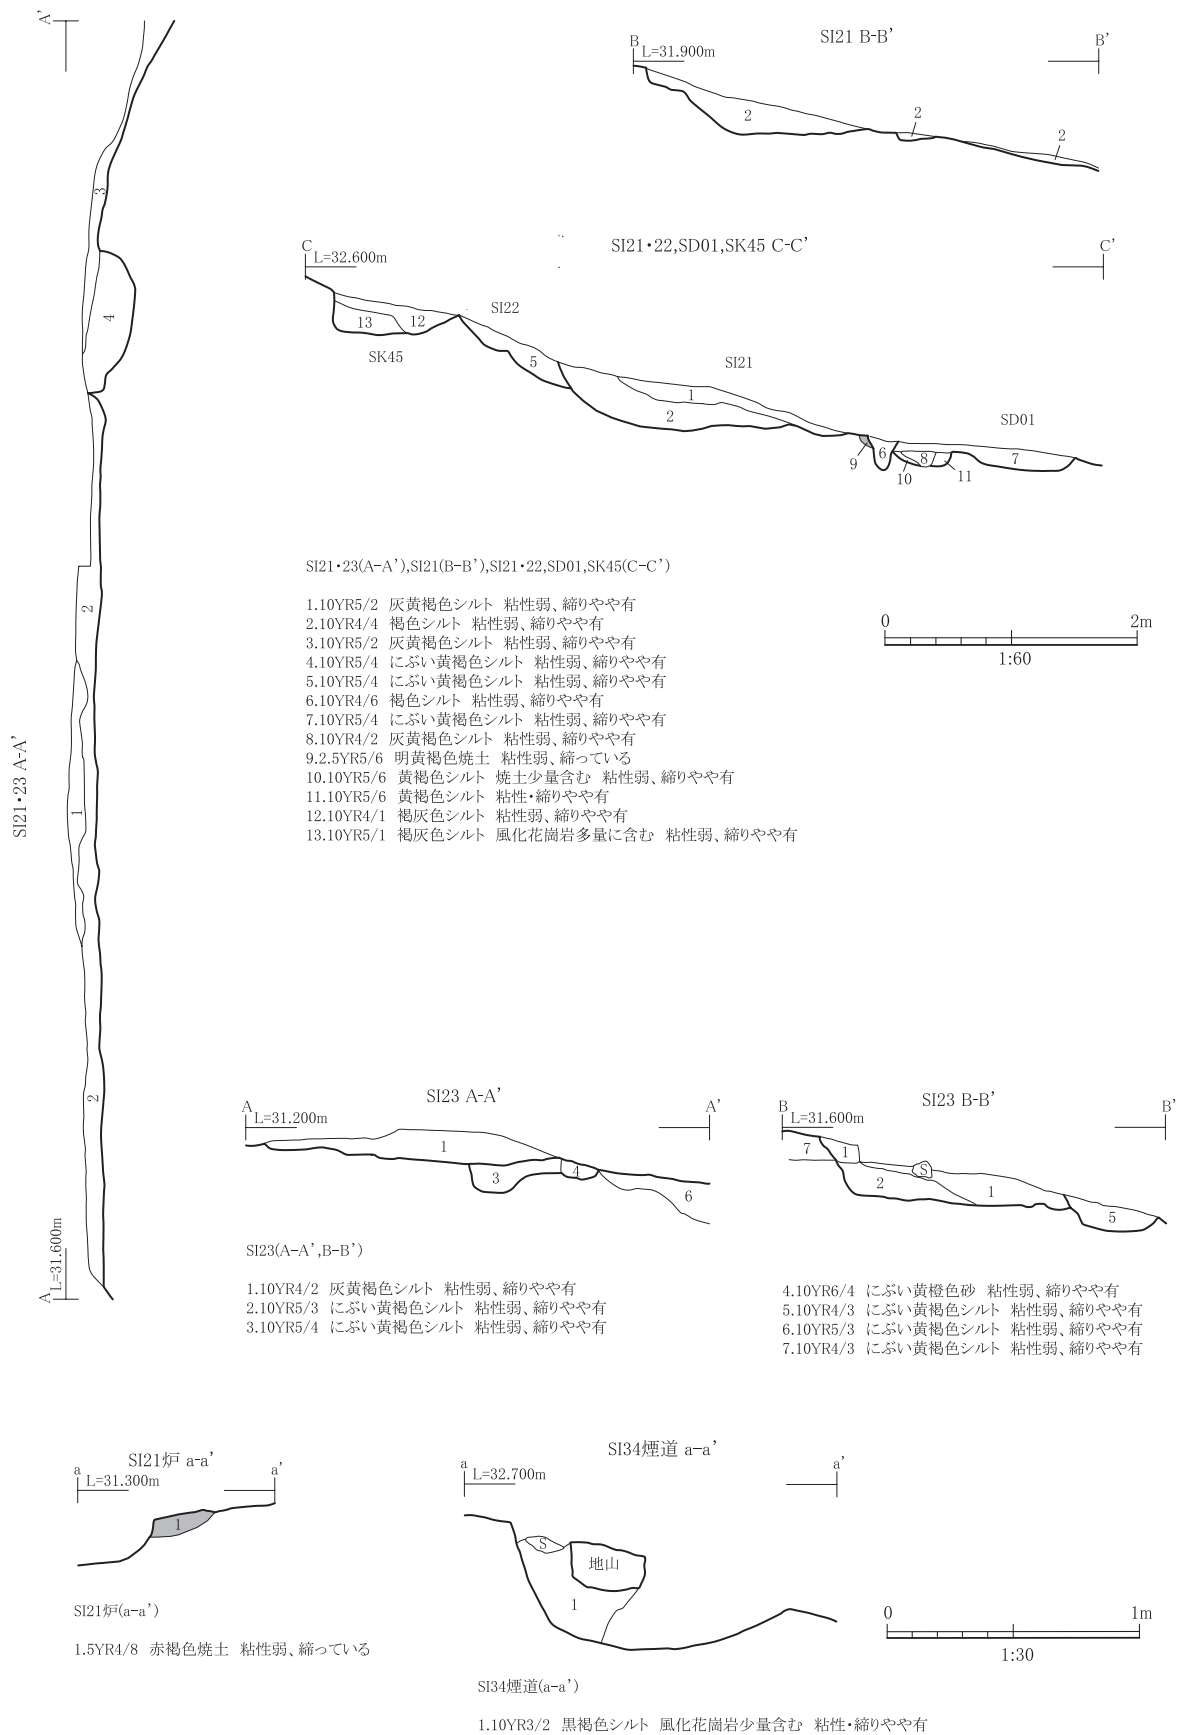 SI21 B-B'
B
L=31.900m
B'
2
2
2
SI21・22,SD01,SK45 C-C'
C
L=32.600m
C'
SI22
SK45
SI21
SD01
13
12
5
1
2
9
6
10
8
11
7
SI21・23 A-A'
A'
3
4
2
1
2
A
L=31.600m
SI21・23(A-A'),SI21(B-B'),SI21・22,SD01,SK45(C-C')
1.10YR5/2 灰黄褐色シルト 粘性弱、締りやや有
2.10YR4/4 褐色シルト 粘性弱、締りやや有
3.10YR5/2 灰黄褐色シルト 粘性弱、締りやや有
4.10YR5/4 にぶい黄褐色シルト 粘性弱、締りやや有
5.10YR5/4 にぶい黄褐色シルト 粘性弱、締りやや有
6.10YR4/6 褐色シルト 粘性弱、締りやや有
7.10YR5/4 にぶい黄褐色シルト 粘性弱、締りやや有
8.10YR4/2 灰黄褐色シルト 粘性弱、締りやや有
9.2.5YR5/6 明黄褐色焼土 粘性弱、締っている
10.10YR5/6 黄褐色シルト 焼土少量含む 粘性弱、締りやや有
11.10YR5/6 黄褐色シルト 粘性・締りやや有
12.10YR4/1 褐灰色シルト 粘性弱、締りやや有
13.10YR5/1 褐灰色シルト 風化花崗岩多量に含む 粘性弱、締りやや有
0 2m
1:60
SI23 A-A'
A
L=31.200m
A'
1
3
4
6
SI23 B-B'
B
L=31.600m
B'
7
1
S
2
1
5
SI23(A-A',B-B')
1.10YR4/2 灰黄褐色シルト 粘性弱、締りやや有
2.10YR5/3 にぶい黄褐色シルト 粘性弱、締りやや有
3.10YR5/4 にぶい黄褐色シルト 粘性弱、締りやや有
4.10YR6/4 にぶい黄橙色砂 粘性弱、締りやや有
5.10YR4/3 にぶい黄褐色シルト 粘性弱、締りやや有
6.10YR5/3 にぶい黄褐色シルト 粘性弱、締りやや有
7.10YR4/3 にぶい黄褐色シルト 粘性弱、締りやや有
SI21炉 a-a'
a
L=31.300m
a'
1
SI21炉(a-a')
1.5YR4/8 赤褐色焼土 粘性弱、締っている
SI34煙道 a-a'
a
L=32.700m
a'
S
地山
1
SI34煙道(a-a')
1.10YR3/2 黒褐色シルト 風化花崗岩少量含む 粘性・締りやや有
0 1m
1:30